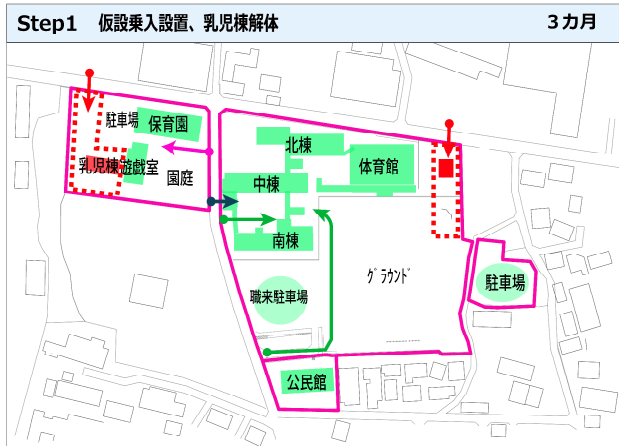 Step1 仮設乗入設置、乳児棟解体 3カ月
駐車場
保育園
北棟
体育館
乳児棟
遊戯室
園庭
中棟
南棟
グラウンド
駐車場
職来駐車場
公民館